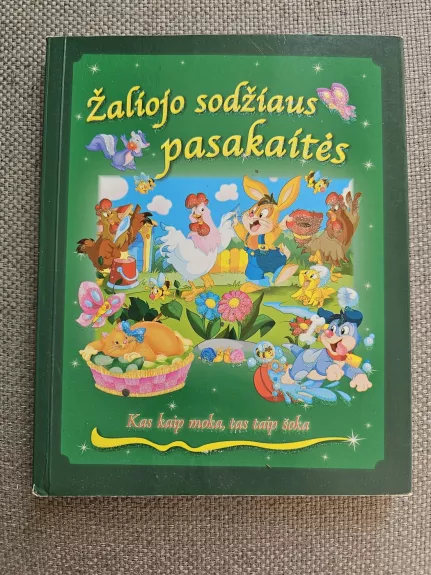 Žaliojo sodžiaus
pasakaitės
Kas kaip moka, tas taip šoka